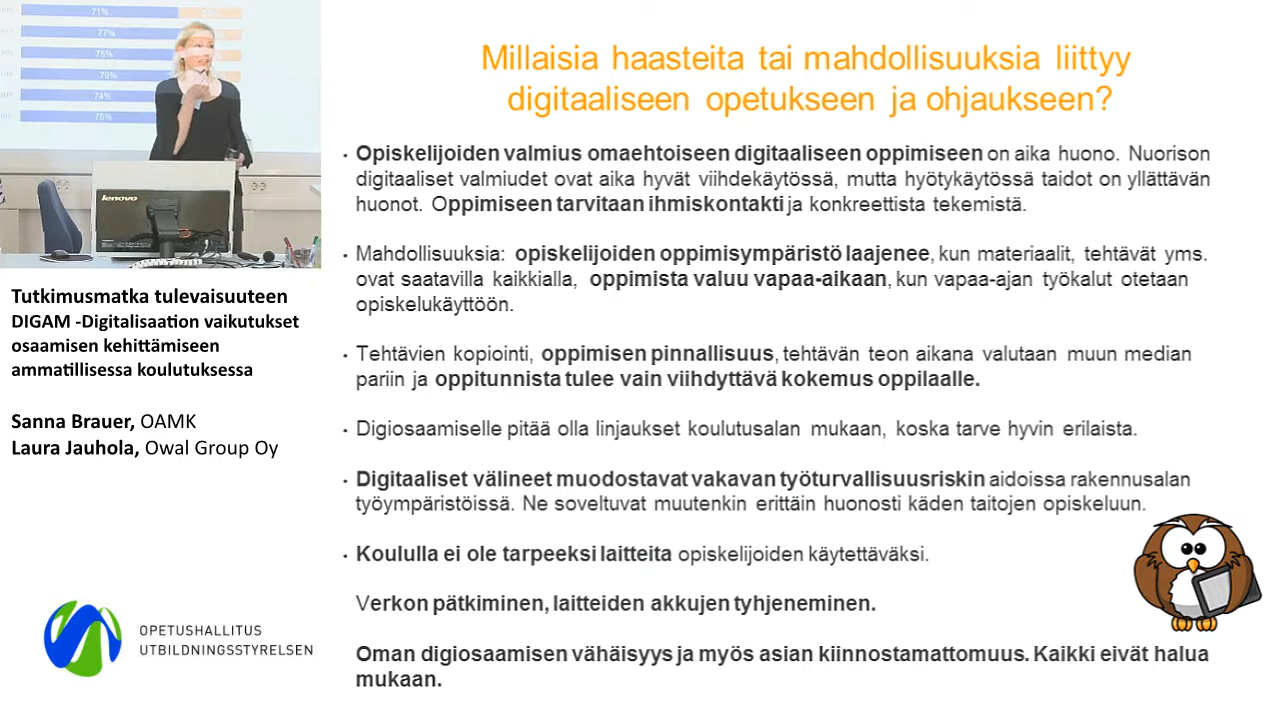 71%
77%
75%
79%
74%
75%
lenovo
Tutkimusmatka tulevaisuuteen
DIGAM -Digitalisaation vaikutukset
osaamisen kehittämiseen
ammatillisessa koulutuksessa
Sanna Brauer, OAMK
Laura Jauhola, Owal Group Oy
OPETUSHALLITUS
UTBILDNINGSSTYRELSEN
Millaisia haasteita tai mahdollisuuksia liittyy
digitaaliseen opetukseen ja ohjaukseen?
• Opiskelijoiden valmius omaehtoiseen digitaaliseen oppimiseen on aika huono. Nuorison
digitaaliset valmiudet ovat aika hyvät viihdekäytössä, mutta hyötykäytössä taidot on yllättävän
huonot. Oppimiseen tarvitaan ihmiskontakti ja konkreettista tekemistä.
• Mahdollisuuksia: opiskelijoiden oppimisympäristö laajenee, kun materiaalit, tehtävät yms.
ovat saatavilla kaikkialla, oppimista valuu vapaa-aikaan, kun vapaa-ajan työkalut otetaan
opiskelukäyttöön.
• Tehtävien kopiointi, oppimisen pinnallisuus, tehtävän teon aikana valutaan muun median
pariin ja oppitunnista tulee vain viihdyttävä kokemus oppilaalle.
• Digiosaamiselle pitää olla linjaukset koulutusalan mukaan, koska tarve hyvin erilaista.
• Digitaaliset välineet muodostavat vakavan työturvallisuusriskin aidoissa rakennusalan
työympäristöissä. Ne soveltuvat muutenkin erittäin huonosti käden taitojen opiskeluun.
• Koululla ei ole tarpeeksi laitteita opiskelijoiden käytettäväksi.
Verkon pätkiminen, laitteiden akkujen tyhjeneminen.
Oman digiosaamisen vähäisyys ja myös asian kiinnostamattomuus. Kaikki eivät halua
mukaan.